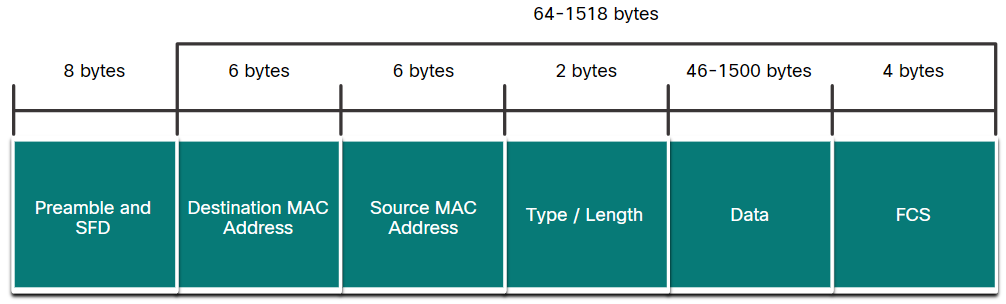 64-1518 bytes
8 bytes
6 bytes
6 bytes
2 bytes
46-1500 bytes
4 bytes
Preamble and
SFD
Destination MAC
Address
Source MAC
Address
Type / Length
Data
FCS